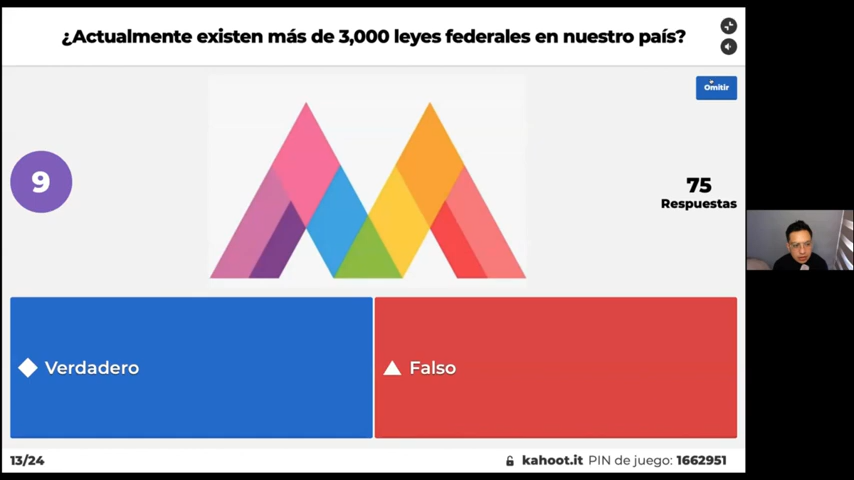 ¿Actualmente existen más de 3,000 leyes federales en nuestro país?
Omitir
9
75
Respuestas
Verdadero
Falso
13/24
kahoot.it PIN de juego: 1662951